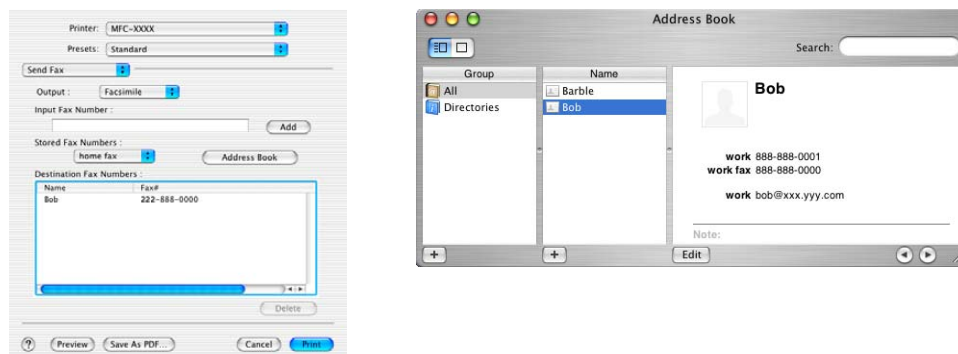 Printer: MFC-XXXX
Presets: Standard
Send Fax
Output : Facsimile
Input Fax Number :
Add
Stored Fax Numbers :
home fax Address Book
Destination Fax Numbers :
Name Fax#
Bob 222-888-0000
Delete
? Preview Save As PDF... Cancel Print
Address Book
Search:
Group Name
All Barble
Directories Bob
Bob
work 888-888-0001
work fax 888-888-0000
work bob@xxx.yyy.com
Note:
+ + Edit